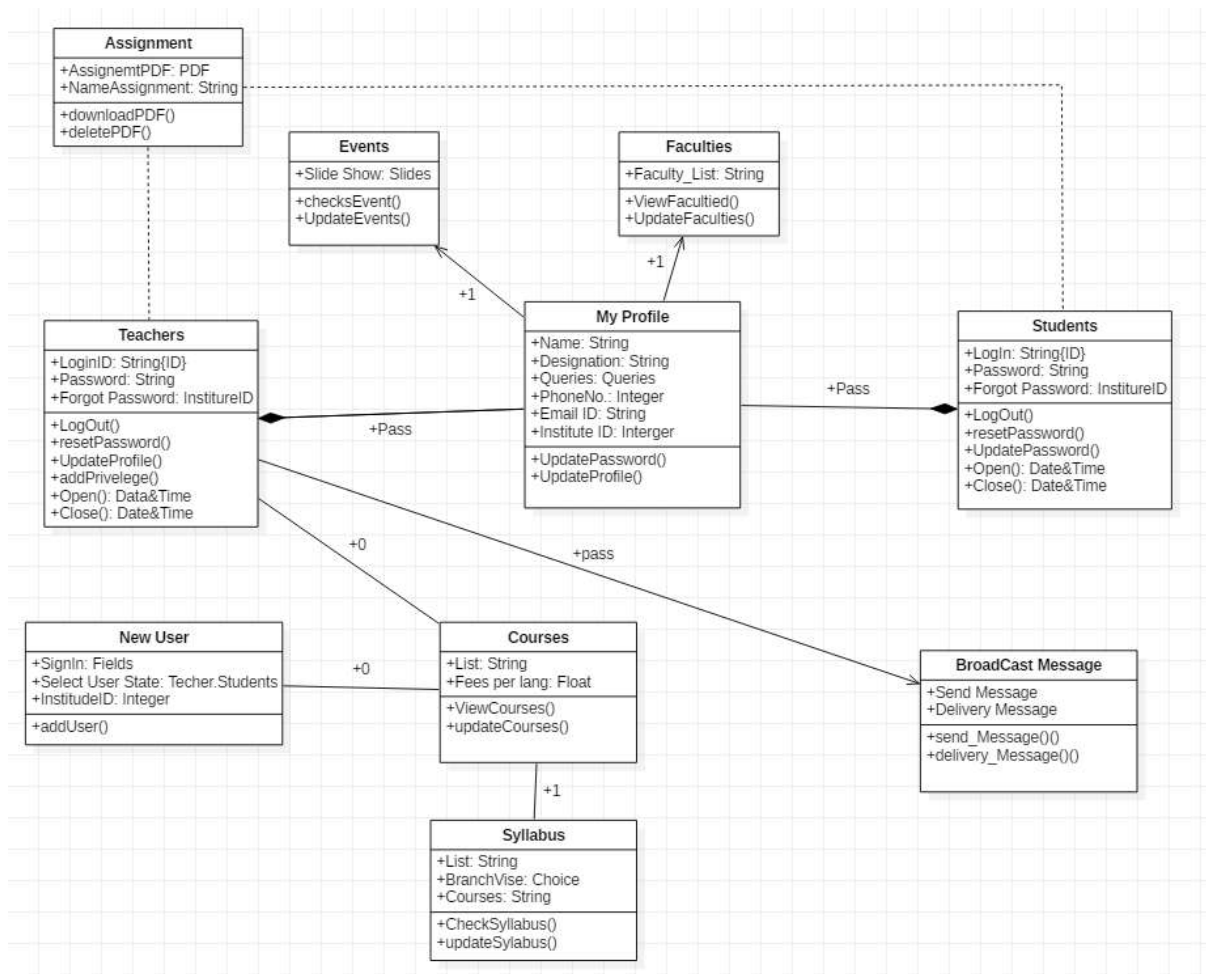 Assignment
+AssignemtPDF: PDF
+NameAssignment: String
+downloadPDF()
+deletePDF()
Events
+Slide Show: Slides
+checksEvent()
+UpdateEvents()
Faculties
+Faculty_List: String
+ViewFacultied()
+UpdateFaculties()
+1
+1
Teachers
+LoginID: String{ID}
+Password: String
+Forgot Password: InstitureID
+LogOut()
+resetPassword()
+UpdateProfile()
+addPrivelege()
+Open(): Data&Time
+Close(): Date&Time
+Pass
My Profile
+Name: String
+Designation: String
+Queries: Queries
+PhoneNo.: Integer
+Email ID: String
+Institute ID: Interger
+UpdatePassword()
+UpdateProfile()
+Pass
Students
+LogIn: String{ID}
+Password: String
+Forgot Password: InstitureID
+LogOut()
+resetPassword()
+UpdatePassword()
+Open(): Date&Time
+Close(): Date&Time
+0
+pass
New User
+SignIn: Fields
+Select User State: Techer.Students
+InstitudeID: Integer
+addUser()
+0
Courses
+List: String
+Fees per lang: Float
+ViewCourses()
+updateCourses()
BroadCast Message
+Send Message
+Delivery Message
+send_Message()()
+delivery_Message()()
+1
Syllabus
+List: String
+BranchVise: Choice
+Courses: String
+CheckSyllabus()
+updateSylabus()